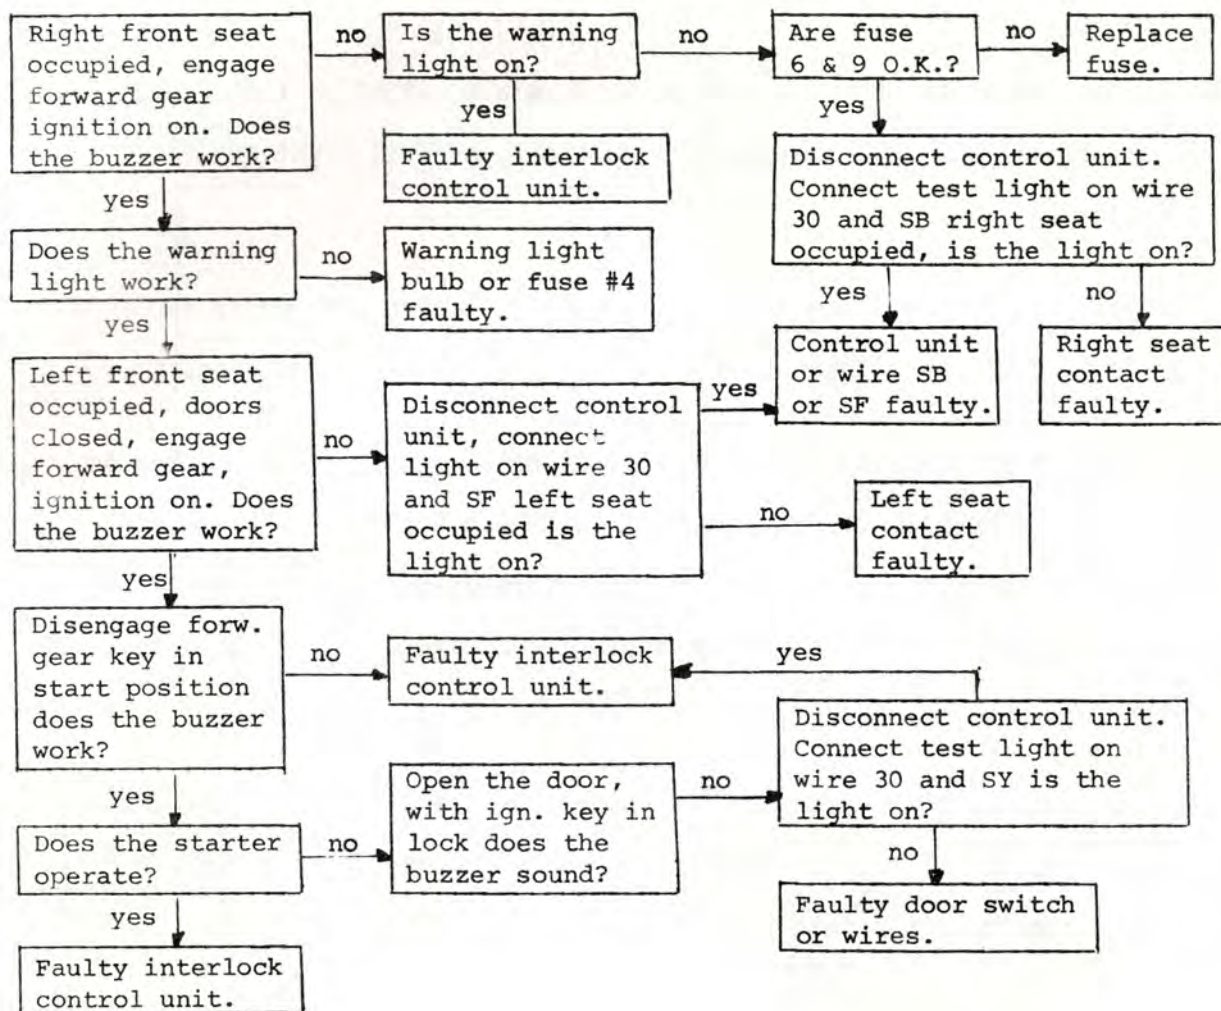 Right front seat
occupied, engage
forward gear
ignition on. Does
the buzzer work?
no
Is the warning
light on?
no
Are fuse
6 & 9 O.K.?
no
Replace
fuse.
yes
Faulty interlock
control unit.
yes
Disconnect control unit.
Connect test light on wire
30 and SB right seat
occupied, is the light on?
yes
Does the warning
light work?
no
Warning light
bulb or fuse #4
faulty.
yes
no
Control unit
or wire SB
or SF faulty.
Right seat
contact
faulty.
yes
Left front seat
occupied, doors
closed, engage
forward gear,
ignition on. Does
the buzzer work?
no
Disconnect control
unit, connect
light on wire 30
and SF left seat
occupied is the
light on?
yes
no
Left seat
contact
faulty.
yes
Disengage forw.
gear key in
start position
does the buzzer
work?
no
Faulty interlock
control unit.
yes
Disconnect control unit.
Connect test light on
wire 30 and SY is the
light on?
yes
Does the starter
operate?
no
Open the door,
with ign. key in
lock does the
buzzer sound?
no
no
Faulty door switch
or wires.
yes
Faulty interlock
control unit.